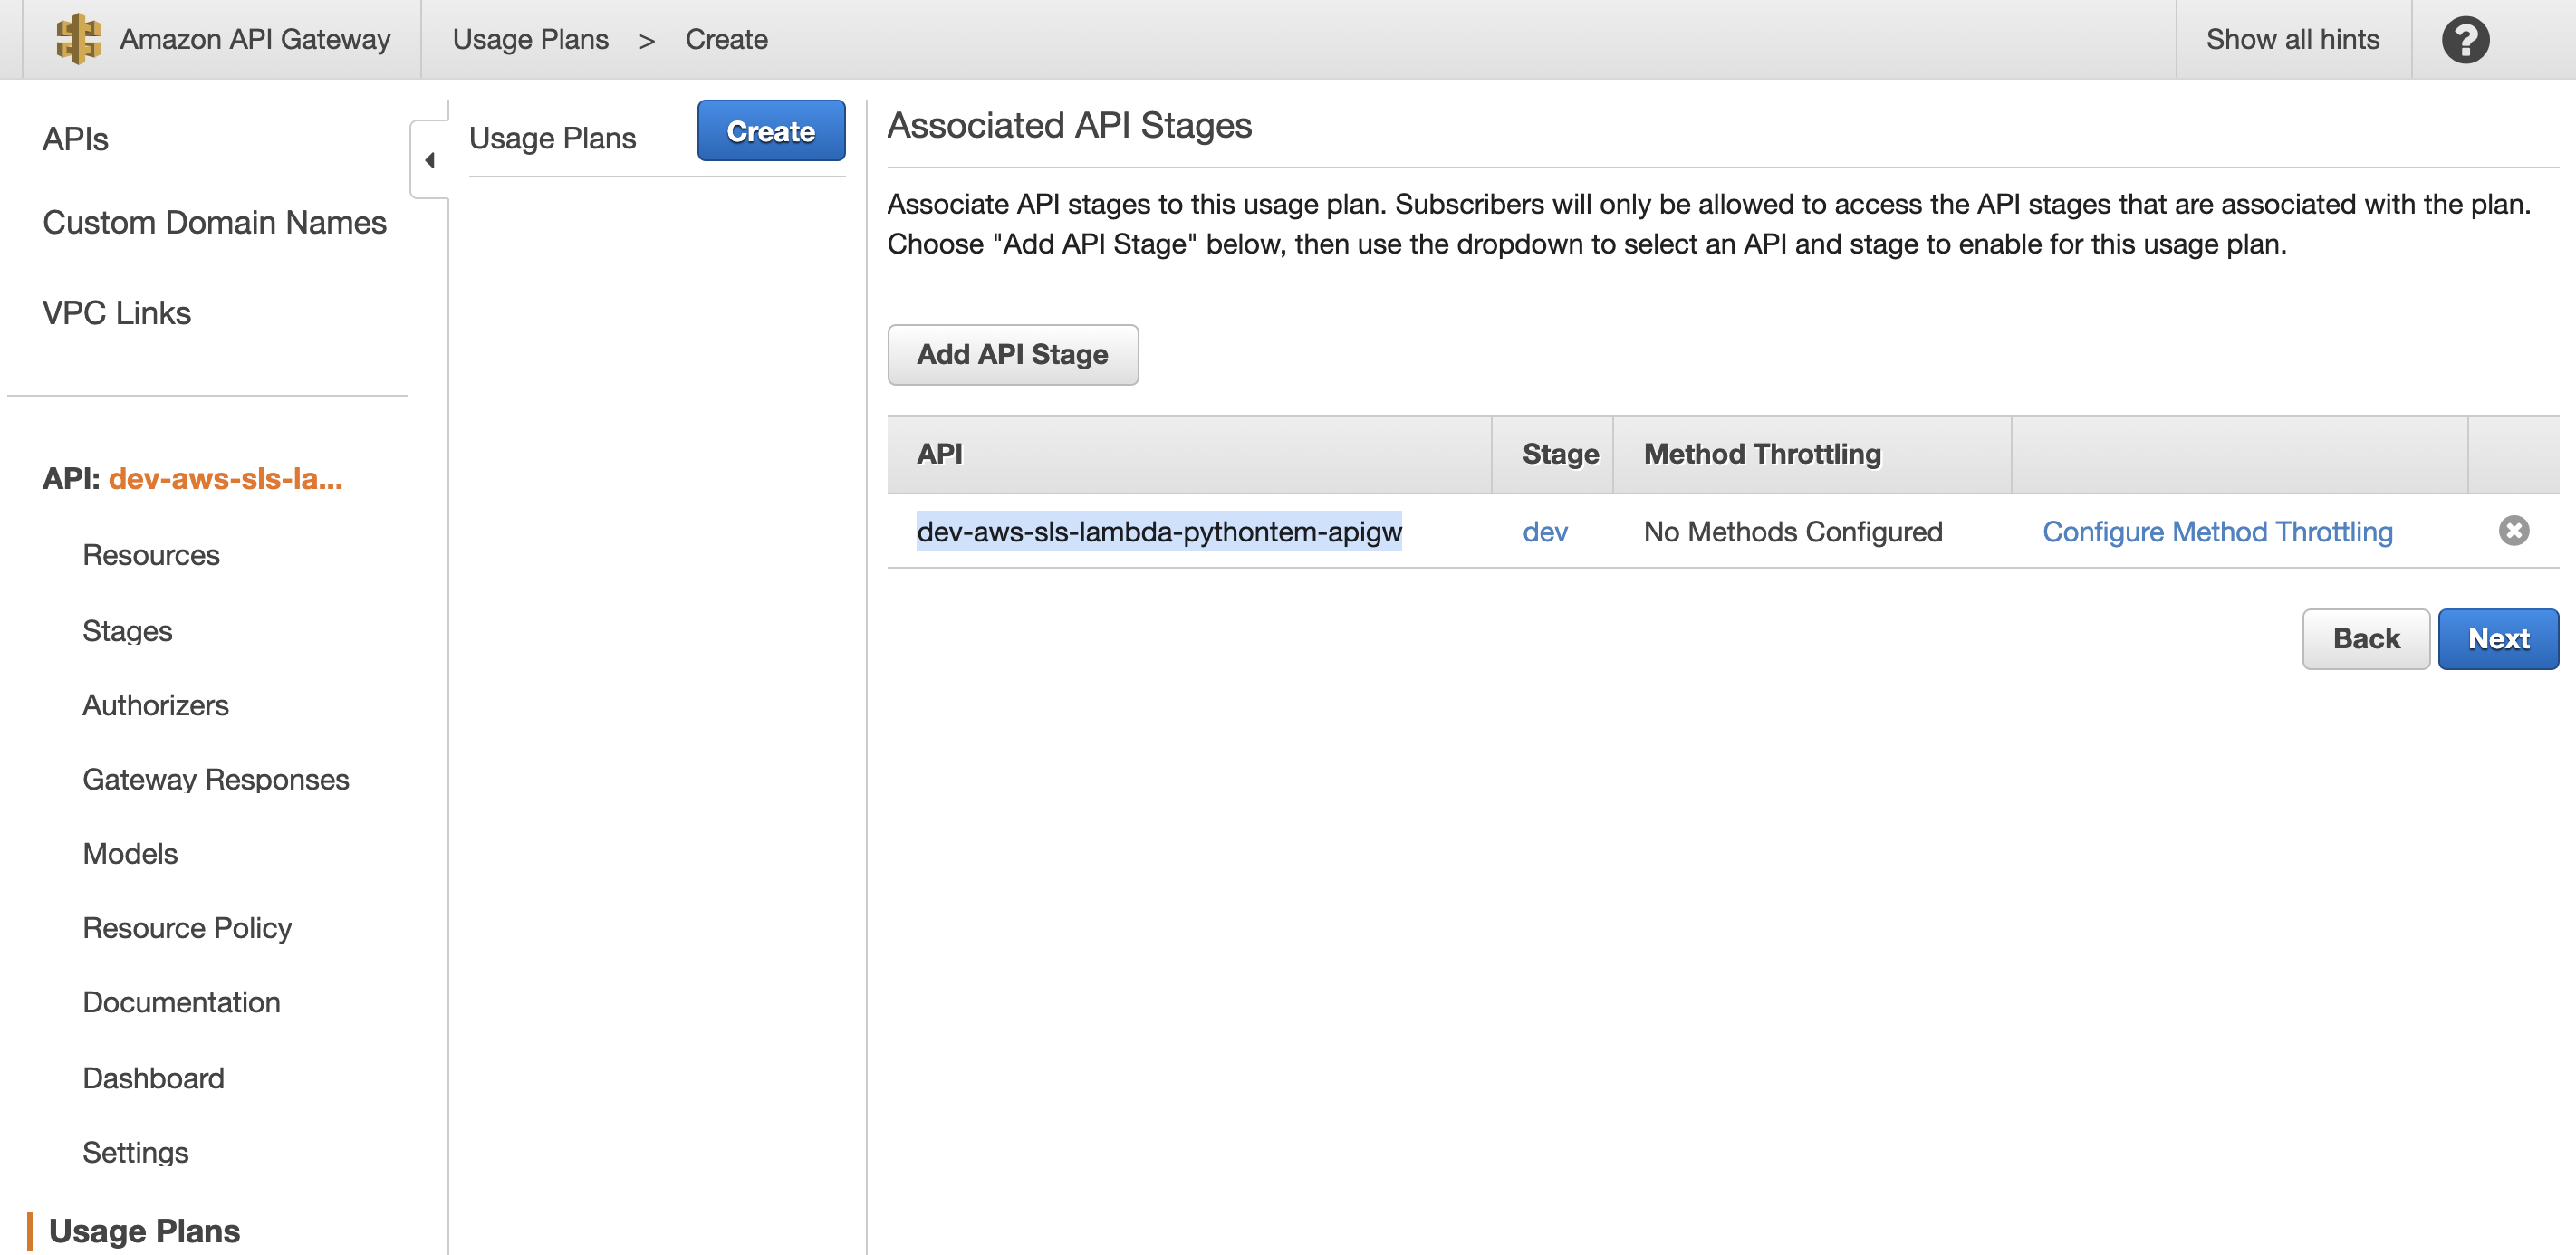 Amazon API Gateway
Usage Plans > Create
Show all hints
?
APIs
Custom Domain Names
VPC Links
API: dev-aws-sls-la...
Resources
Stages
Authorizers
Gateway Responses
Models
Resource Policy
Documentation
Dashboard
Settings
Usage Plans
Usage Plans
Create
Associated API Stages
Associate API stages to this usage plan. Subscribers will only be allowed to access the API stages that are associated with the plan.
Choose "Add API Stage" below, then use the dropdown to select an API and stage to enable for this usage plan.
Add API Stage
API Stage Method Throttling
dev-aws-sls-lambda-pythontem-apigw dev No Methods Configured Configure Method Throttling
Back Next